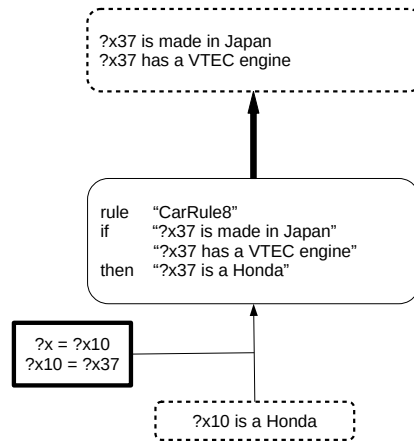 ?x37 is made in Japan
?x37 has a VTEC engine
rule “CarRule8”
if “?x37 is made in Japan”
“?x37 has a VTEC engine”
then “?x37 is a Honda”
?x = ?x10
?x10 = ?x37
?x10 is a Honda